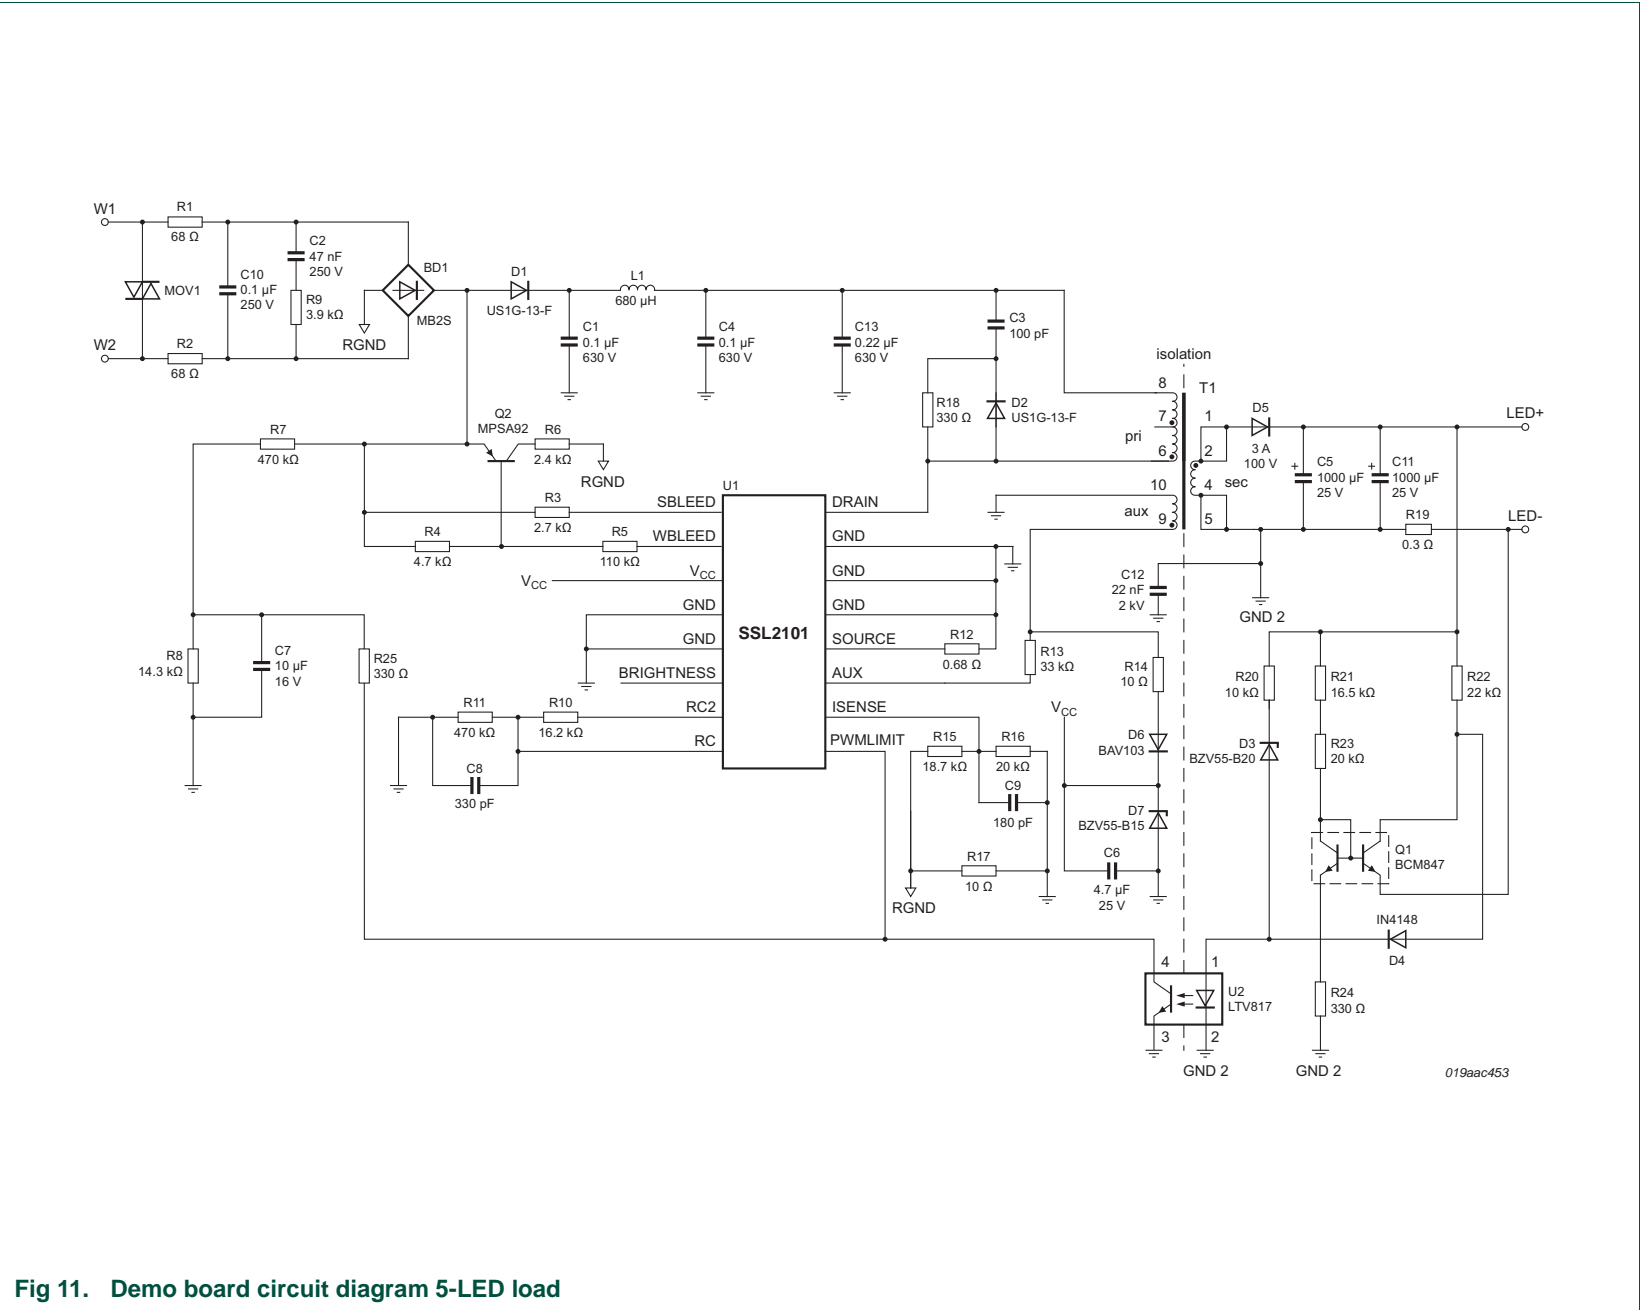 W1
R1
68 Ω
MOV1
C10
0.1 µF
250 V
C2
47 nF
250 V
R9
3.9 kΩ
W2
R2
68 Ω
BD1
MB2S
RGND
D1
US1G-13-F
L1
680 µH
C1
0.1 µF
630 V
C4
0.1 µF
630 V
C13
0.22 µF
630 V
C3
100 pF
R18
330 Ω
D2
US1G-13-F
isolation
T1
8
7
6
pri
10
9
aux
1
2
4
5
sec
D5
3 A
100 V
C5
+
1000 µF
25 V
C11
+
1000 µF
25 V
R19
0.3 Ω
LED+
LED-
Q2
MPSA92
R7
470 kΩ
R6
2.4 kΩ
RGND
R3
2.7 kΩ
R4
4.7 kΩ
R5
110 kΩ
VCC
U1
SSL2101
SBLEED
WBLEED
VCC
GND
GND
BRIGHTNESS
RC2
RC
DRAIN
GND
GND
GND
SOURCE
AUX
ISENSE
PWMLIMIT
R12
0.68 Ω
R8
14.3 kΩ
C7
10 µF
16 V
R25
330 Ω
R11
470 kΩ
R10
16.2 kΩ
C8
330 pF
R15
18.7 kΩ
R16
20 kΩ
C9
180 pF
R17
10 Ω
RGND
C12
22 nF
2 kV
GND 2
R13
33 kΩ
R14
10 Ω
VCC
D6
BAV103
D7
BZV55-B15
C6
4.7 µF
25 V
R20
10 kΩ
D3
BZV55-B20
R21
16.5 kΩ
R23
20 kΩ
R22
22 kΩ
Q1
BCM847
IN4148
D4
4
1
U2
LTV817
3
2
GND 2
R24
330 Ω
GND 2
019aac453
Fig 11. Demo board circuit diagram 5-LED load